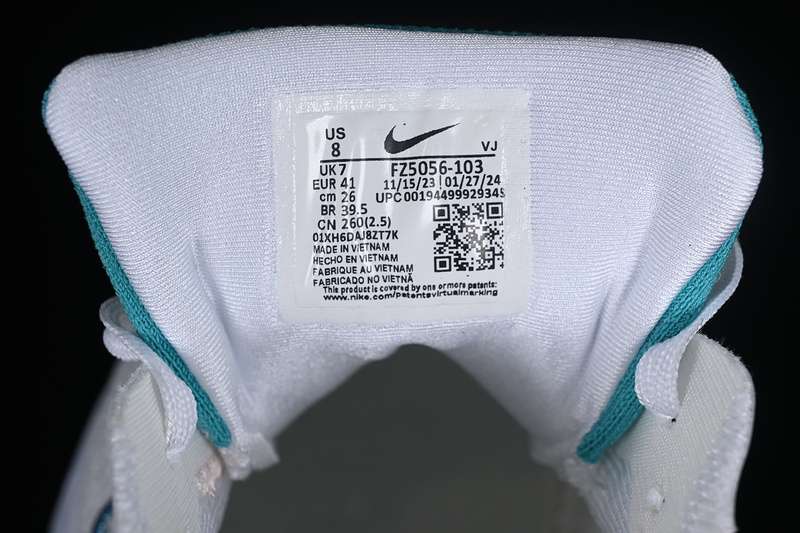 US
8
VJ
UK 7
FZ5056-103
EUR 41
11/15/23 | 01/27/24
cm 26
UPC 00194499929345
BR 39.5
CN 260(2.5)
01XH6DAJ8ZT7K
MADE IN VIETNAM
HECHO EN VIETNAM
FABRIQUE AU VIETNAM
FABRICADO NO VIETNÃ
This product is covered by one or more patents:
www.nike.com/patentsvirtualmarking